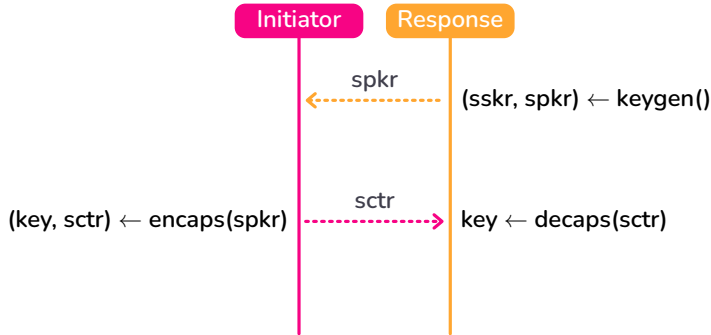 Initiator
Response
spkr
(sskr, spkr) ← keygen()
sctr
(key, sctr) ← encaps(spkr)
key ← decaps(sctr)